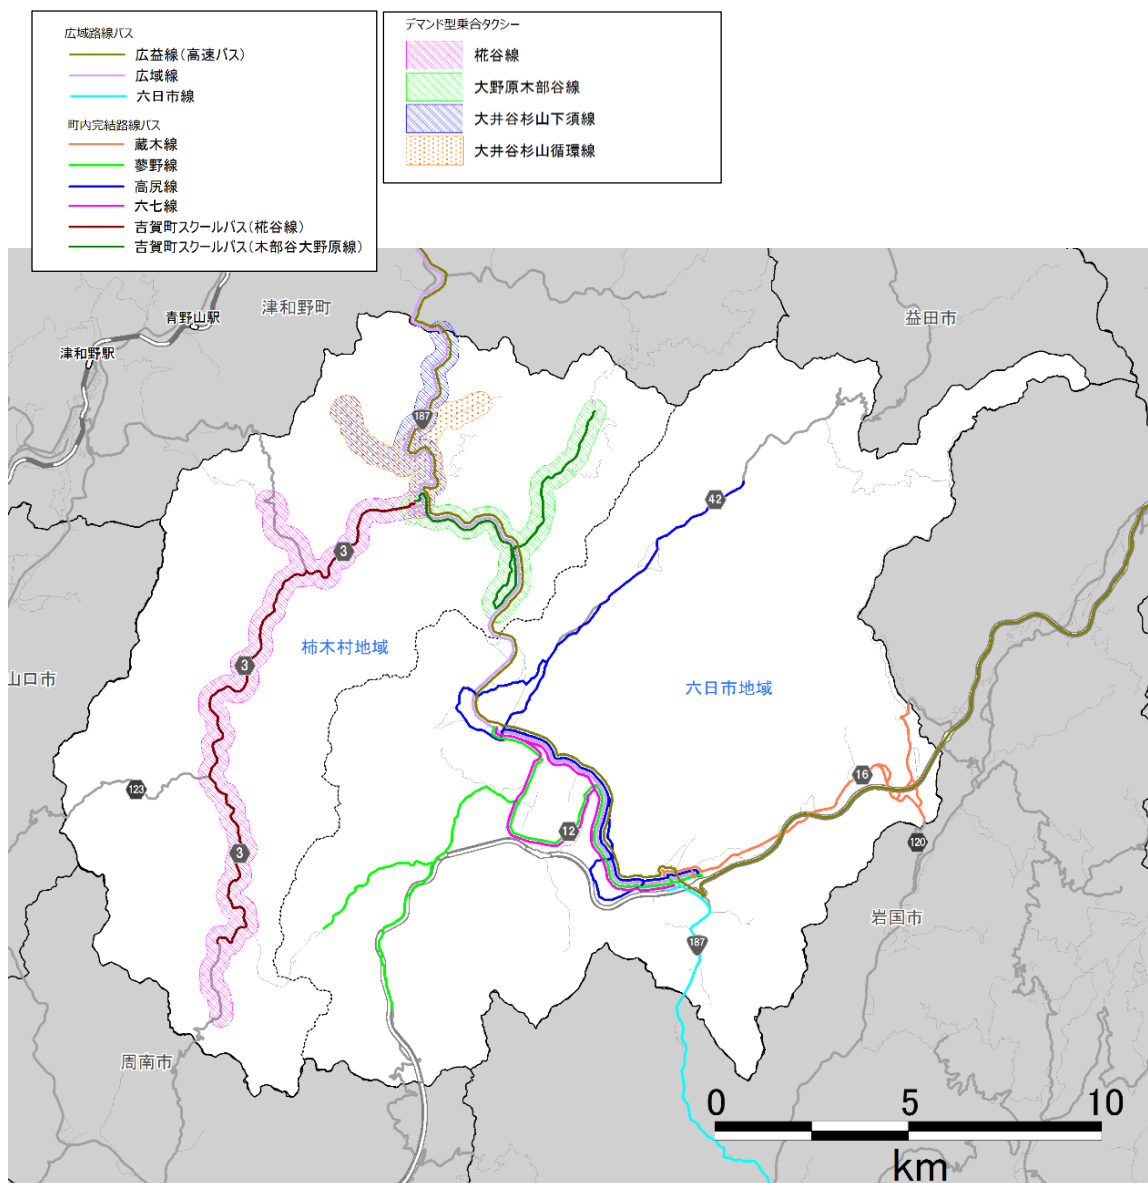 広域路線バス
広益線(高速バス)
広域線
六日市線
町内完結路線バス
蔵木線
蓼野線
高尻線
六七線
吉賀町スクールバス(椛谷線)
吉賀町スクールバス(木部谷大野原線)
デマンド型乗合タクシー
椛谷線
大野原木部谷線
大井谷杉山下須線
大井谷杉山循環線
津和野町
青野山駅
津和野駅
益田市
187
42
3
柿木村地域
3
山口市
六日市地域
123
16
12
3
120
岩国市
187
周南市
0 5 10
km